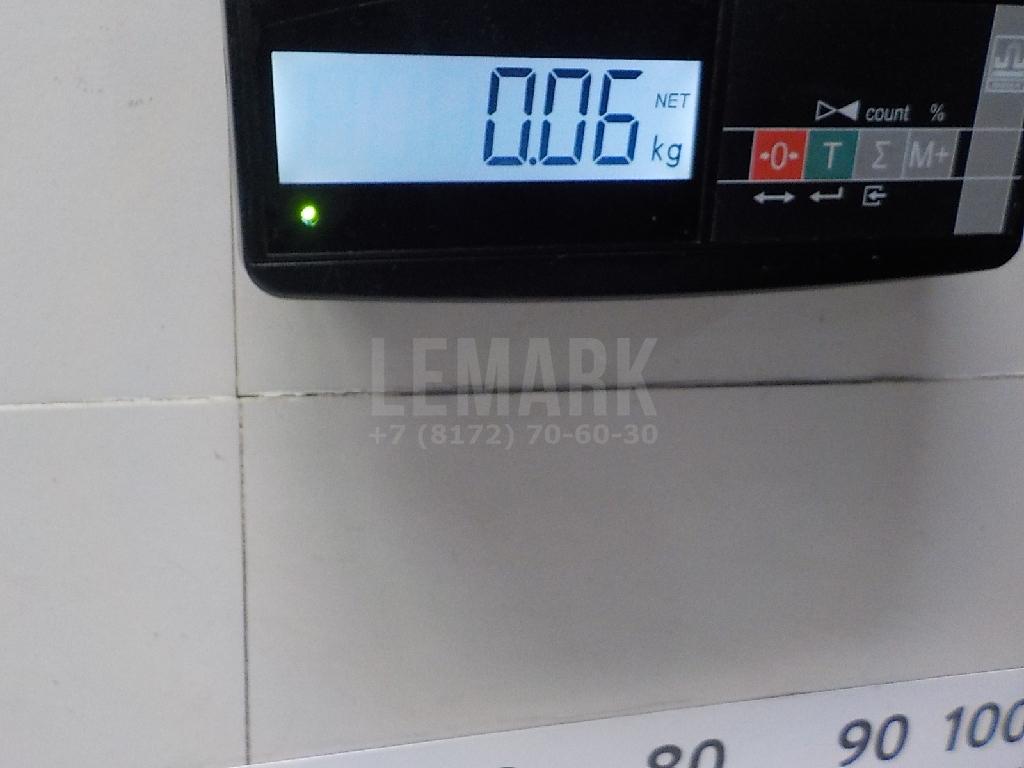 0.06 NET
kg
count %
0 T Σ M+
LEMARK
+7 (8172) 70-60-30
80 90 100